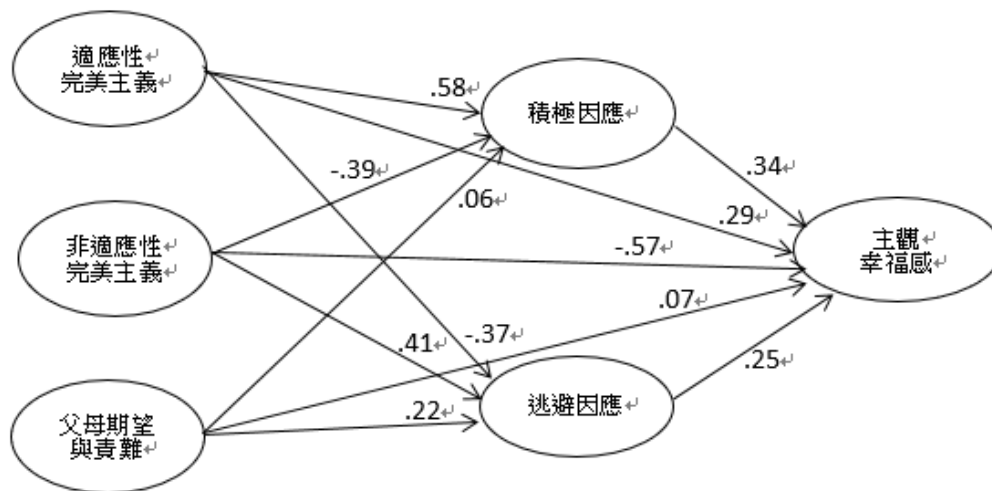 適應性↵
完美主義↵
.58↵
積極因應↵
-.39↵
.06↵
.34↵
.29↵
非適應性↵
完美主義↵
-.57↵
主觀↵
幸福感↵
.07↵
.41↵
-.37↵
.25↵
父母期望↵
與責難↵
.22↵
逃避因應↵